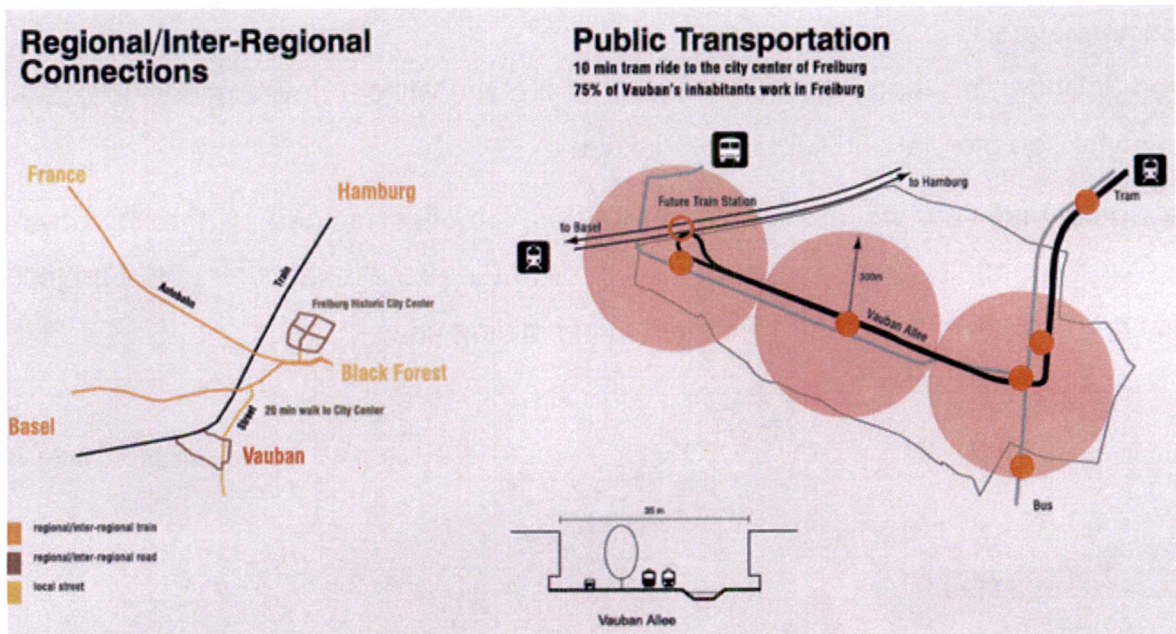 Regional/Inter-Regional
Connections
France
Hamburg
Autobahn
Train
Freiburg Historic City Center
Black Forest
Street
20 min walk to City Center
Basel
Vauban
regional/inter-regional train
regional/inter-regional road
local street
Public Transportation
10 min tram ride to the city center of Freiburg
75% of Vauban's inhabitants work in Freiburg
to Hamburg
Future Train Station
to Basel
Tram
300m
Vauban Allee
Bus
35 m
Vauban Allee